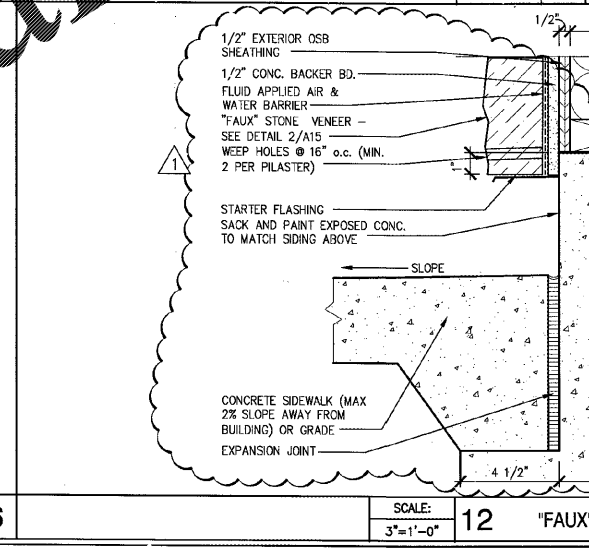 1/2"
1/2" EXTERIOR OSB
SHEATHING
1/2" CONC. BACKER BD.
FLUID APPLIED AIR &
WATER BARRIER
"FAUX" STONE VENEER –
SEE DETAIL 2/A15
WEEP HOLES @ 16" o.c. (MIN.
2 PER PILASTER)
1
1"
STARTER FLASHING
SACK AND PAINT EXPOSED CONC.
TO MATCH SIDING ABOVE
SLOPE
CONCRETE SIDEWALK (MAX
2% SLOPE AWAY FROM
BUILDING) OR GRADE
EXPANSION JOINT
4 1/2"
SCALE:
3"=1'-0"
12
"FAUX"